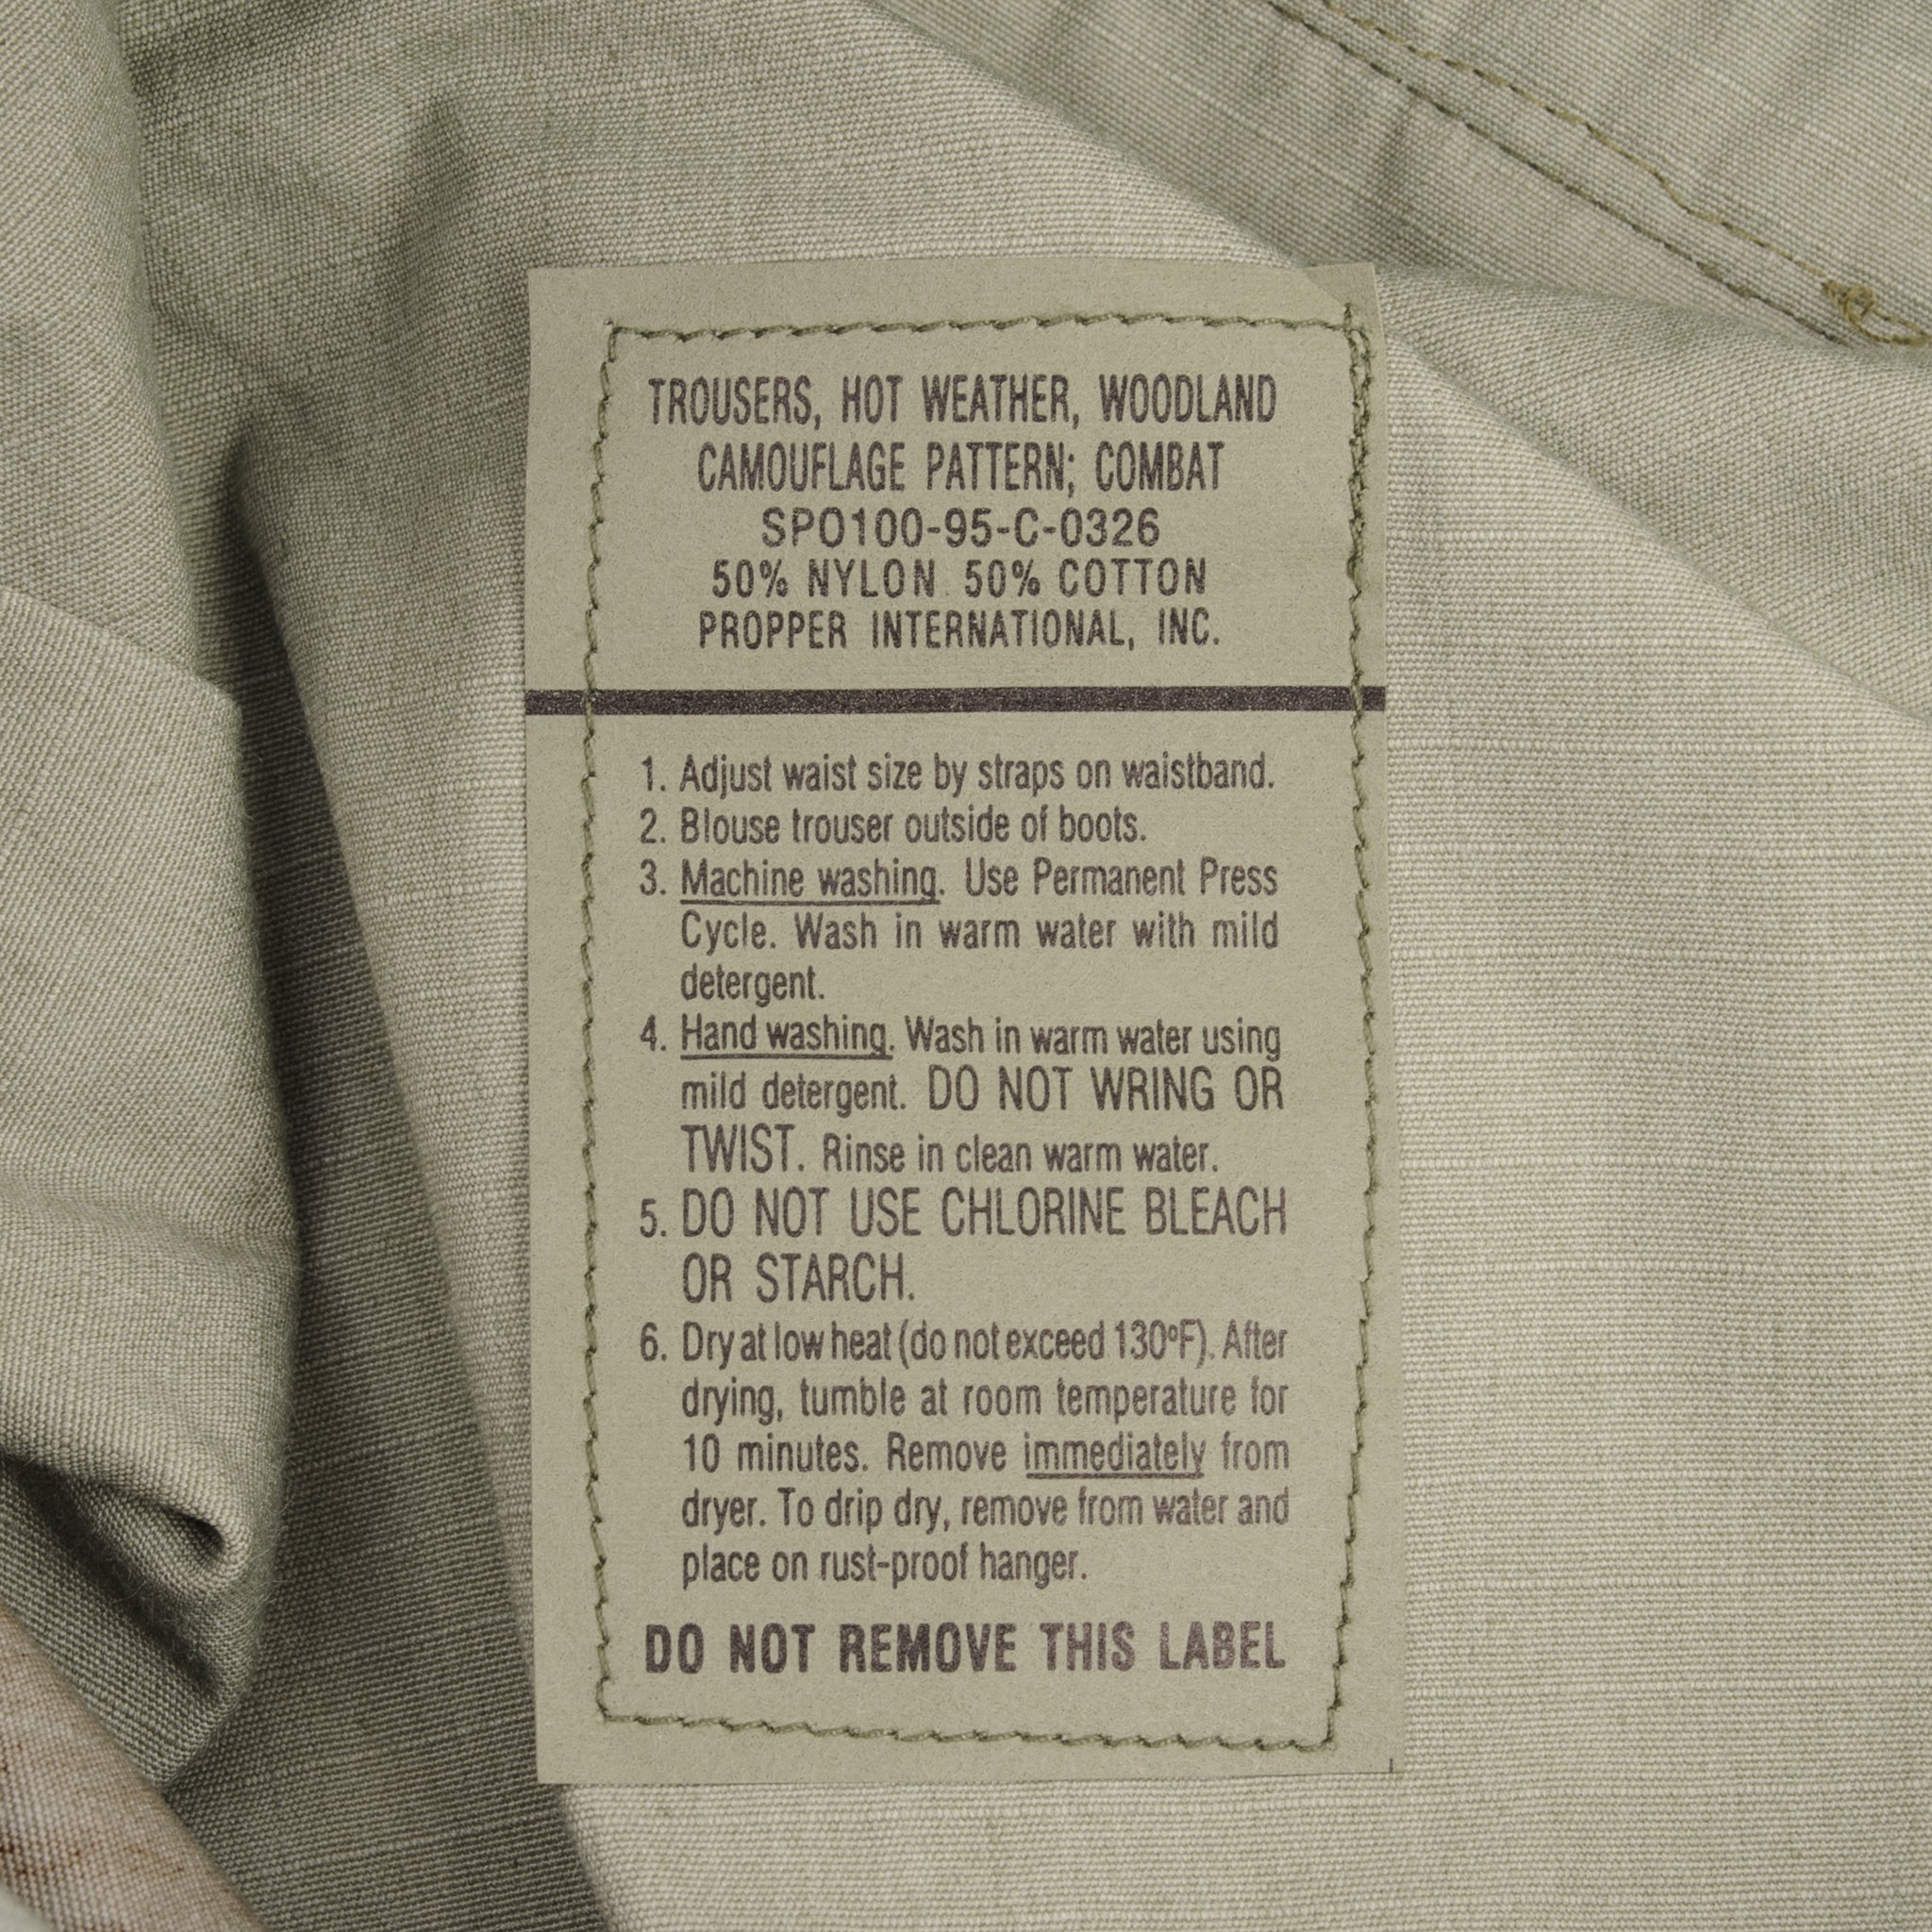 TROUSERS, HOT WEATHER, WOODLAND
CAMOUFLAGE PATTERN; COMBAT
SPO100-95-C-0326
50% NYLON 50% COTTON
PROPPER INTERNATIONAL, INC.
1. Adjust waist size by straps on waistband.
2. Blouse trouser outside of boots.
3. Machine washing. Use Permanent Press
Cycle. Wash in warm water with mild
detergent.
4. Hand washing. Wash in warm water using
mild detergent. DO NOT WRING OR
TWIST. Rinse in clean warm water.
5. DO NOT USE CHLORINE BLEACH
OR STARCH.
6. Dry at low heat (do not exceed 130ºF). After
drying, tumble at room temperature for
10 minutes. Remove immediately from
dryer. To drip dry, remove from water and
place on rust-proof hanger.
DO NOT REMOVE THIS LABEL